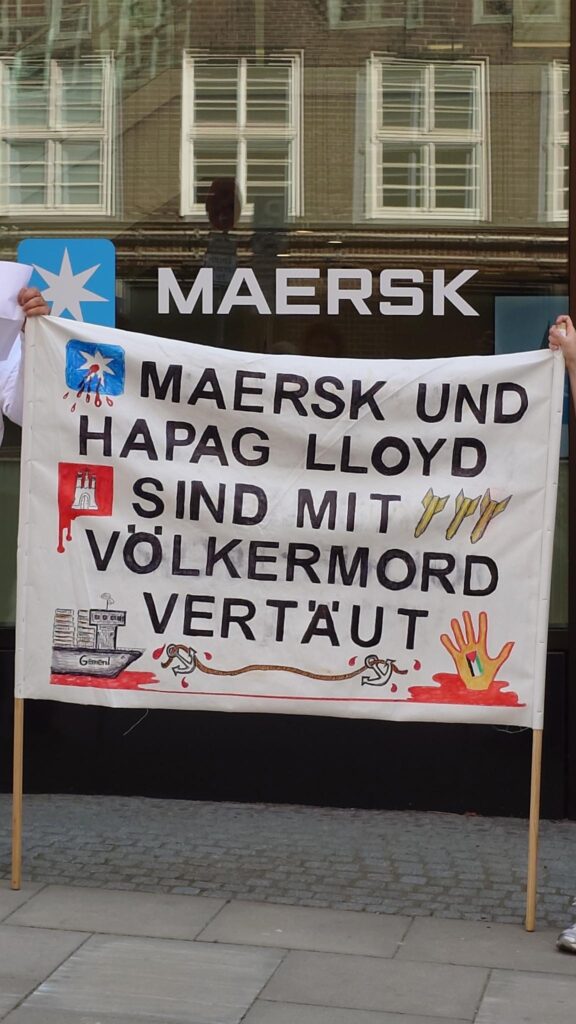 MAERSK
MAERSK UND
HAPAG LLOYD
SIND MIT
VÖLKERMORD
VERTÄUT